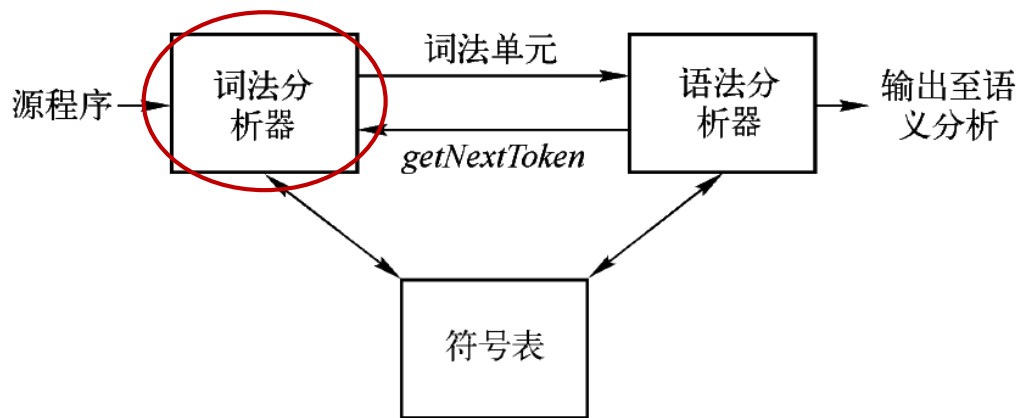 词法单元
源程序
词法分
析器
语法分
析器
输出至语
义分析
getNextToken
符号表